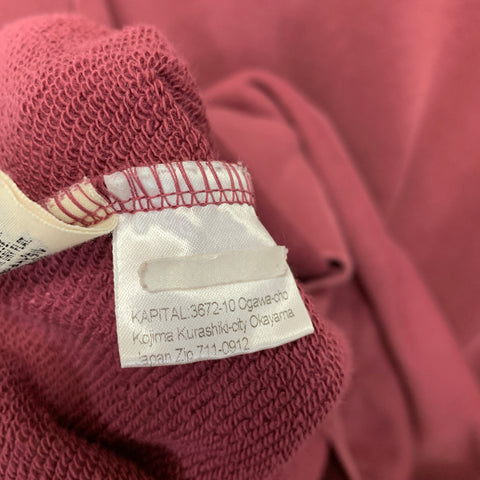 KAPITAL:3672-10 Ogawa-cho
Kojima Kurashiki-city Okayama
Japan Zip 711-0912